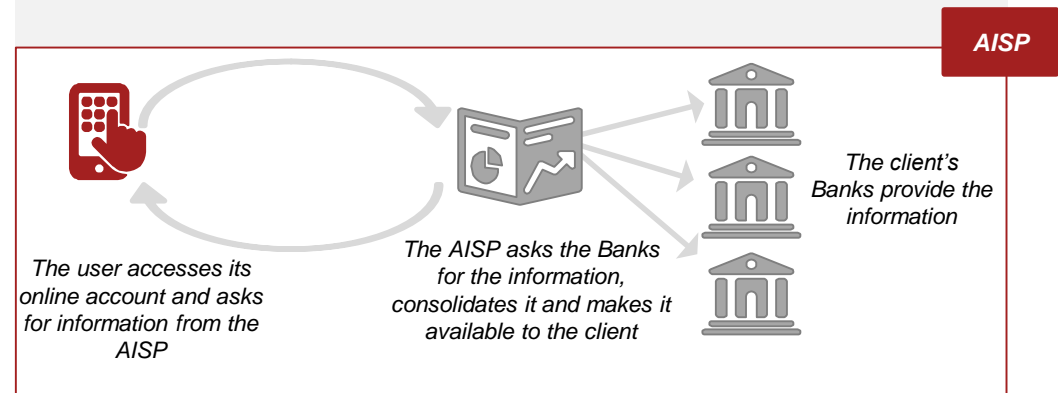 AISP
The user accesses its
online account and asks
for information from the
AISP
The AISP asks the Banks
for the information,
consolidates it and makes it
available to the client
The client's
Banks provide the
information